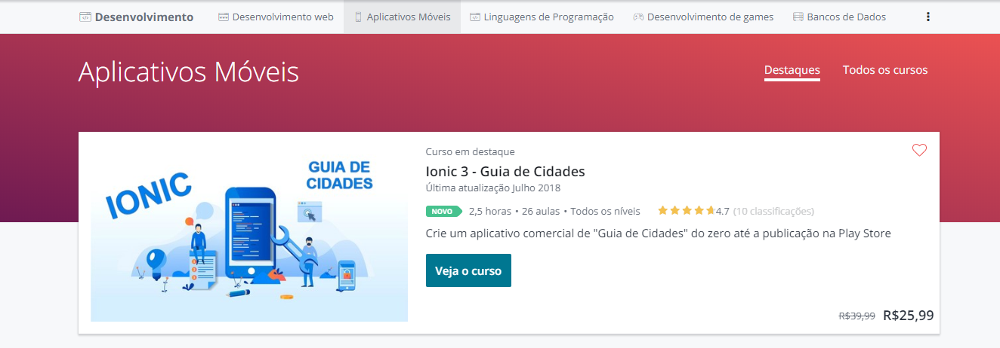 Desenvolvimento Desenvolvimento web Aplicativos Móveis Linguagens de Programação Desenvolvimento de games Bancos de Dados
Aplicativos Móveis
Destaques Todos os cursos
IONIC
GUIA DE
CIDADES
Curso em destaque
Ionic 3 - Guia de Cidades
Última atualização Julho 2018
NOVO 2,5 horas • 26 aulas • Todos os níveis 4.7 (10 classificações)
Crie um aplicativo comercial de "Guia de Cidades" do zero até a publicação na Play Store
Veja o curso
R$39,99 R$25,99